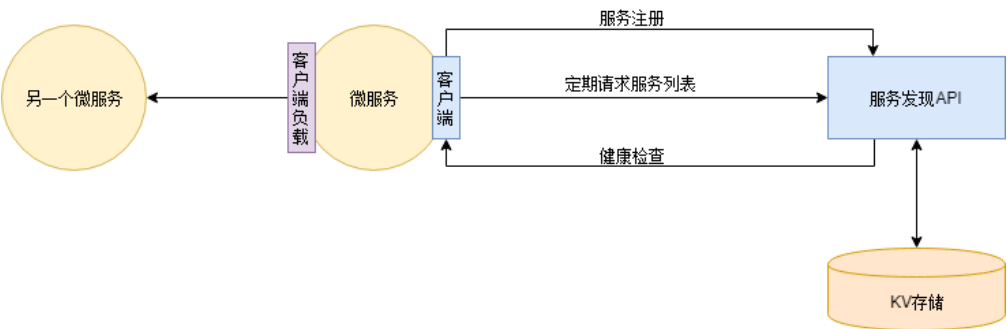 服务注册
另一个微服务
客户端负载
微服务
客户端
定期请求服务列表
服务发现API
健康检查
KV存储